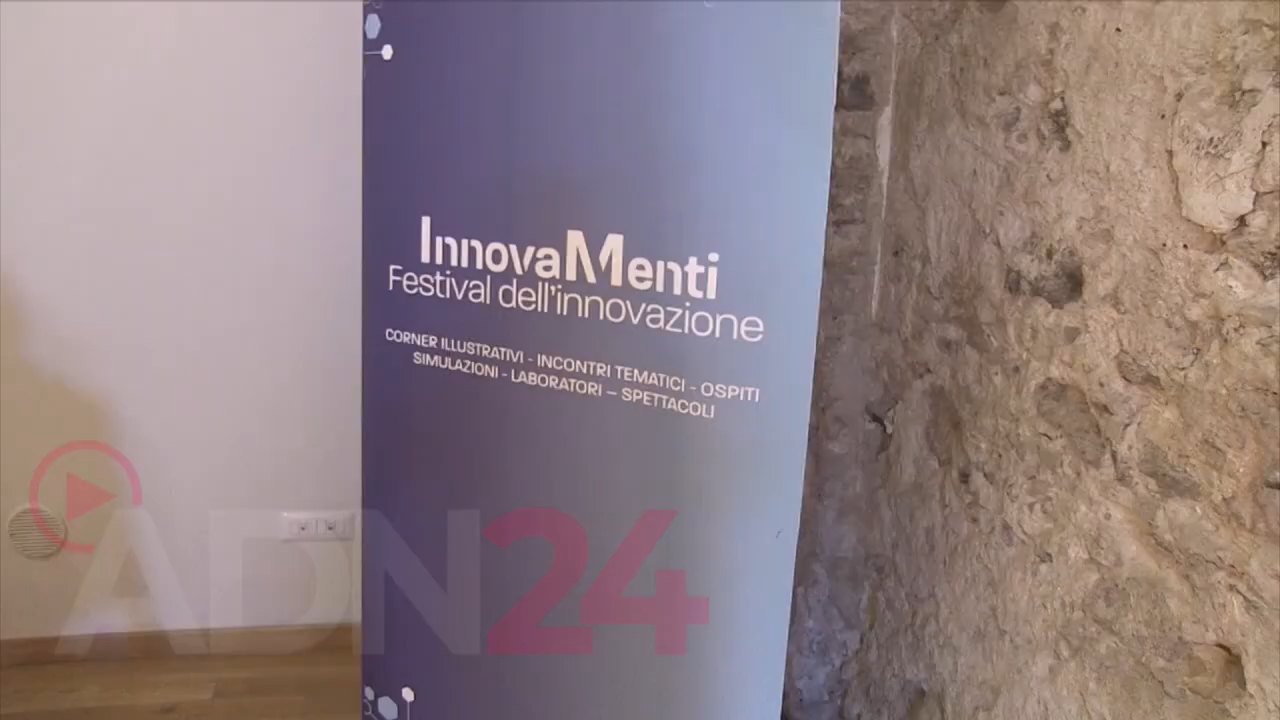 InnovaMenti
Festival dell'innovazione
CORNER ILLUSTRATIVI - INCONTRI TEMATICI - OSPITI
SIMULAZIONI - LABORATORI – SPETTACOLI
ADN24